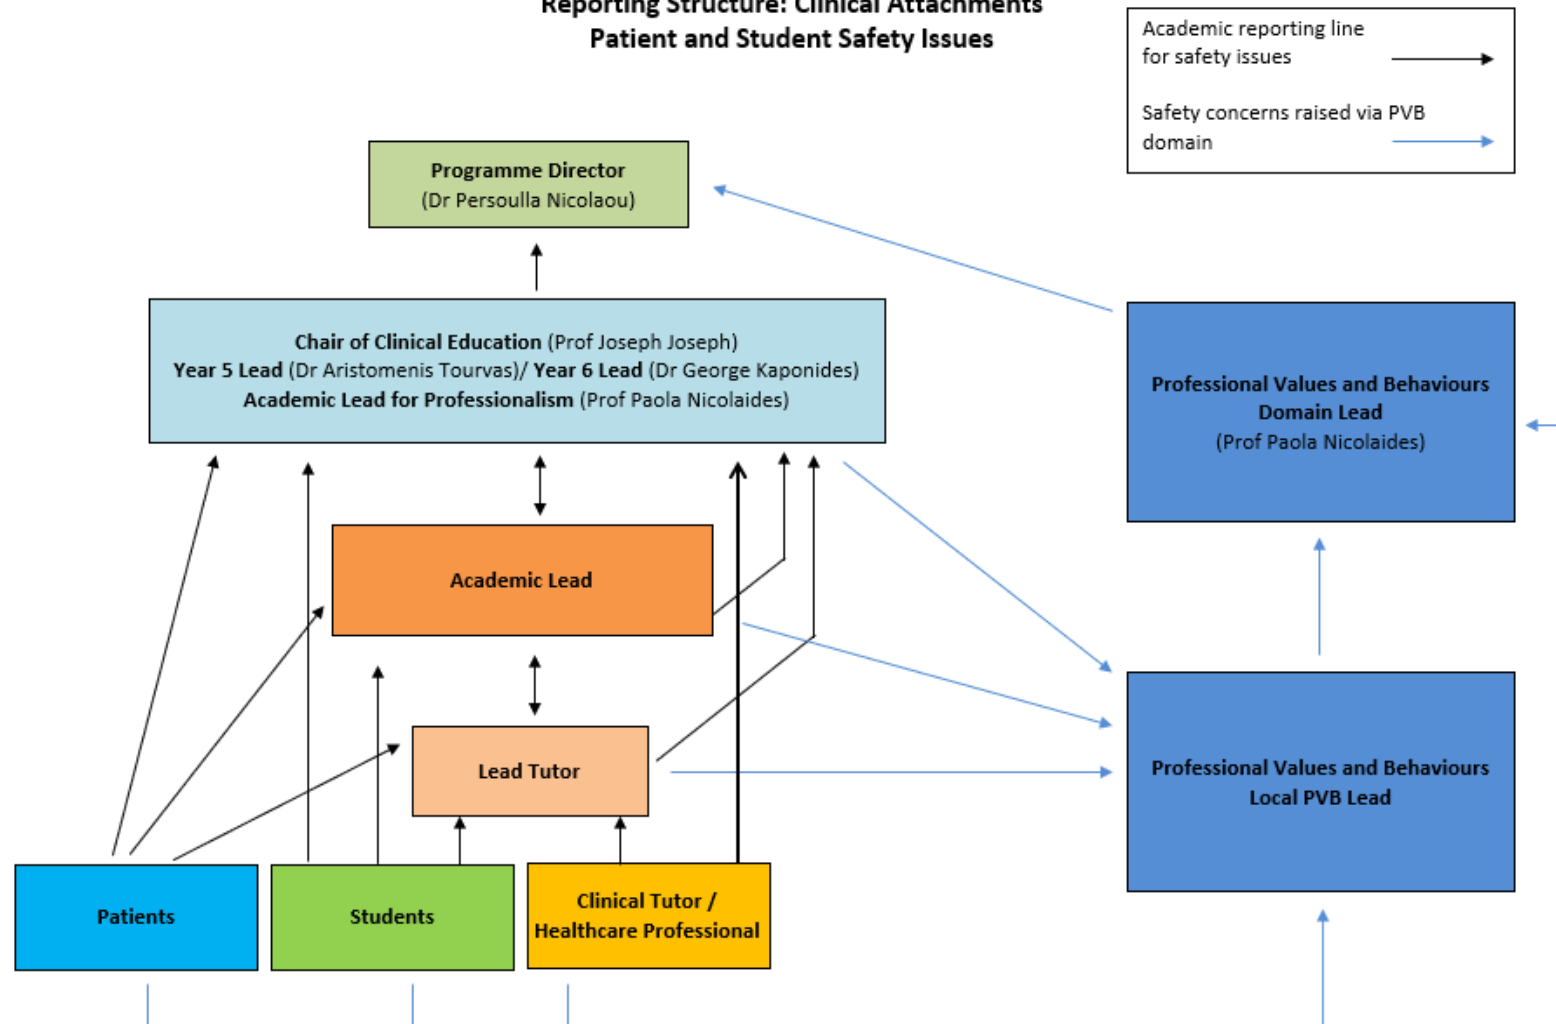 Reporting Structure: Clinical Attachments
Patient and Student Safety Issues
Academic reporting line
for safety issues
Safety concerns raised via PVB
domain
Programme Director
(Dr Persoulla Nicolaou)
Chair of Clinical Education (Prof Joseph Joseph)
Year 5 Lead (Dr Aristomenis Tourvas)/ Year 6 Lead (Dr George Kaponides)
Academic Lead for Professionalism (Prof Paola Nicolaides)
Professional Values and Behaviours
Domain Lead
(Prof Paola Nicolaides)
Academic Lead
Lead Tutor
Professional Values and Behaviours
Local PVB Lead
Patients
Students
Clinical Tutor /
Healthcare Professional